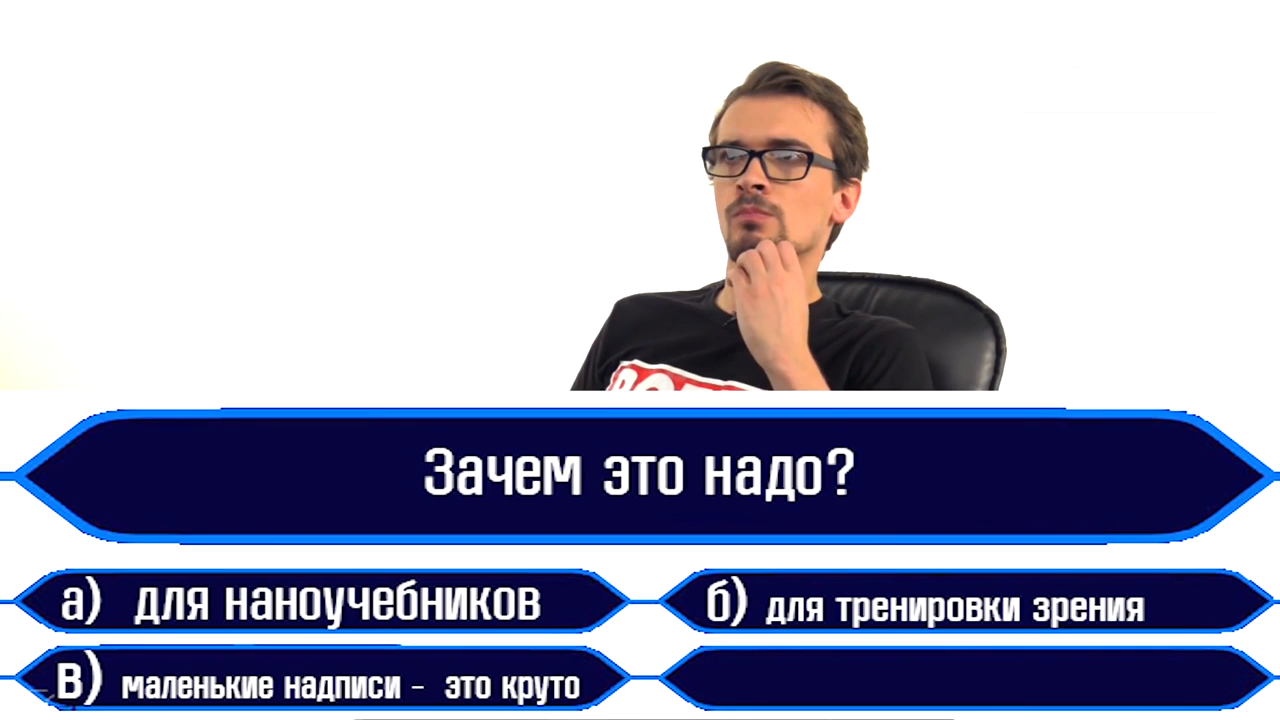 Зачем это надо?
а) для наноучебников
б) для тренировки зрения
в) маленькие надписи - это круто